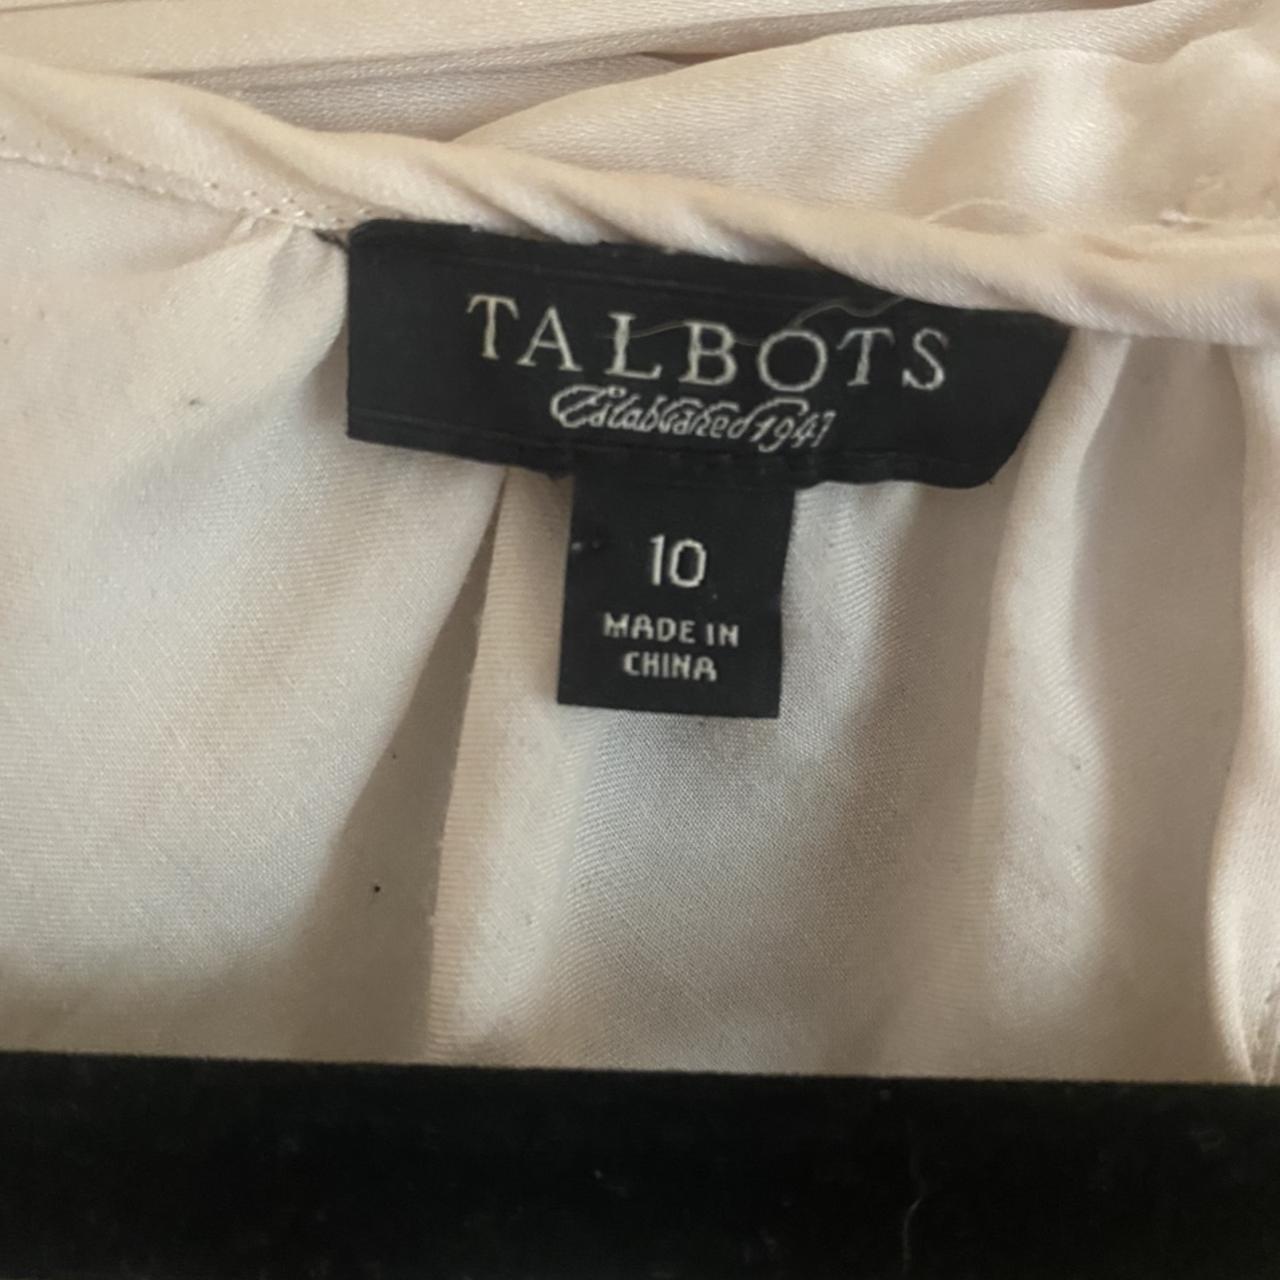 TALBOTS
Established 1947
10
MADE IN
CHINA